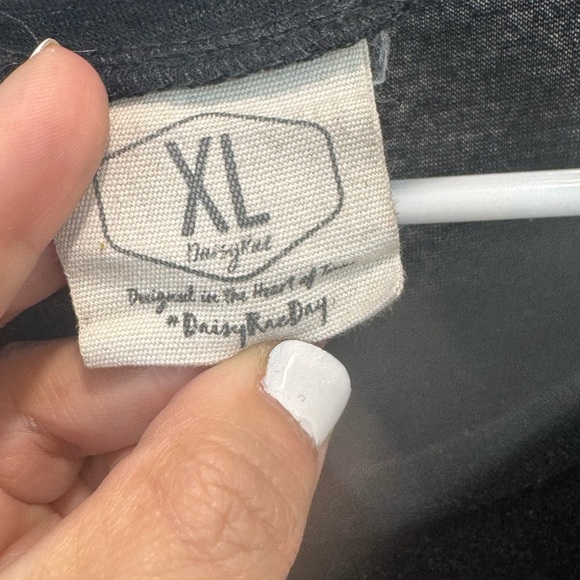 XL
DaisyRae
Designed in the Heart of
#DaisyRaeDay